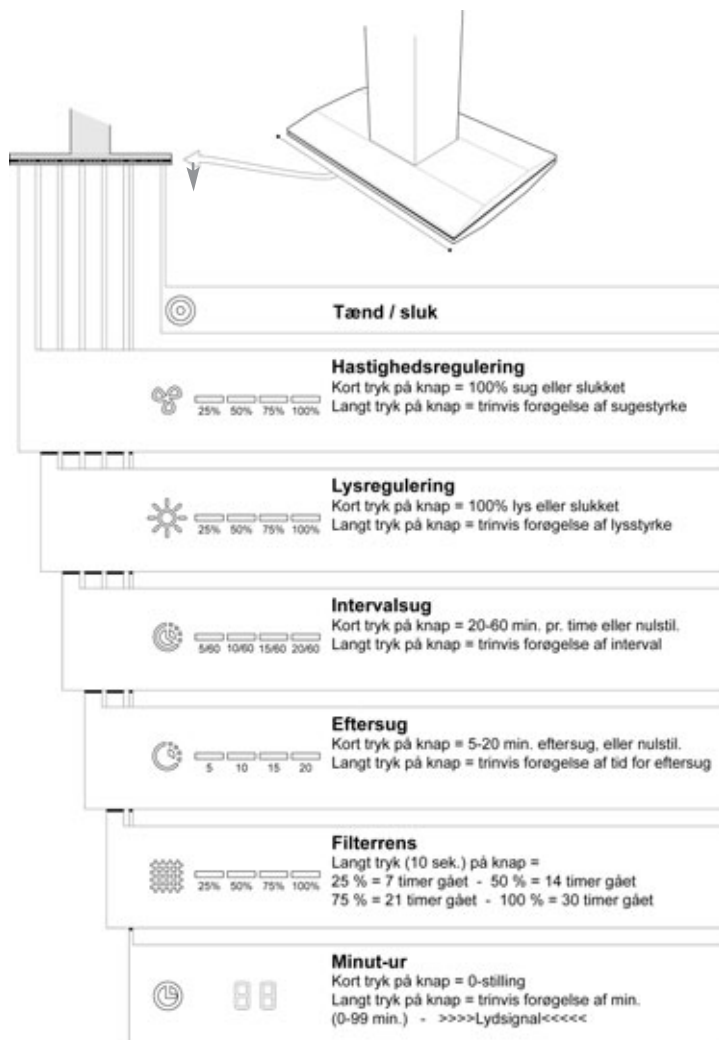 Tænd / sluk
Hastighedsregulering
Kort tryk på knap = 100% sug eller slukket
Langt tryk på knap = trinvis forøgelse af sugestyrke
25% 50% 75% 100%
Lysregulering
Kort tryk på knap = 100% lys eller slukket
Langt tryk på knap = trinvis forøgelse af lysstyrke
25% 50% 75% 100%
Intervalsug
Kort tryk på knap = 20-60 min. pr. time eller nulstil.
Langt tryk på knap = trinvis forøgelse af interval
5/60 10/60 15/60 20/60
Eftersug
Kort tryk på knap = 5-20 min. eftersug, eller nulstil.
Langt tryk på knap = trinvis forøgelse af tid for eftersug
5 10 15 20
Filterrens
Langt tryk (10 sek.) på knap =
25 % = 7 timer gået - 50 % = 14 timer gået
75 % = 21 timer gået - 100 % = 30 timer gået
25% 50% 75% 100%
Minut-ur
Kort tryk på knap = 0-stilling
88
Langt tryk på knap = trinvis forøgelse af min.
(0-99 min.) - >>>>Lydsignal<<<<<